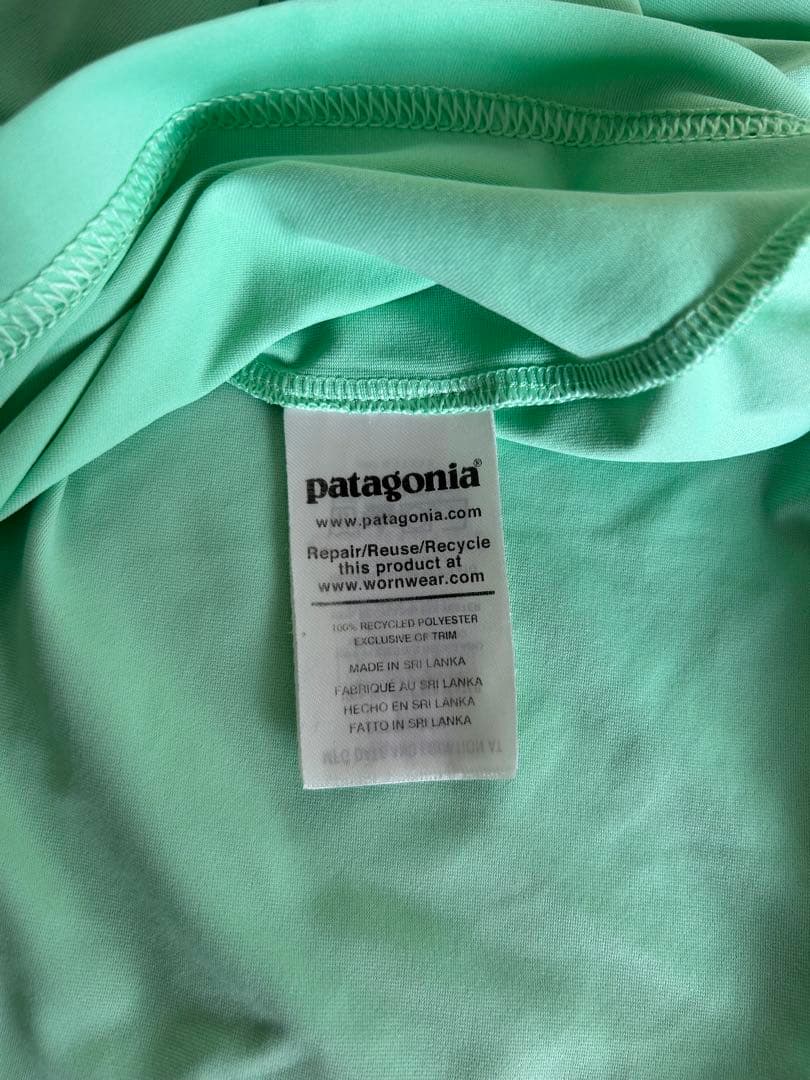 patagonia®
www.patagonia.com
Repair/Reuse/Recycle
this product at
www.wornwear.com
100% RECYCLED POLYESTER
EXCLUSIVE OF TRIM
MADE IN SRI LANKA
FABRIQUÉ AU SRI LANKA
HECHO EN SRI LANKA
FATTO IN SRI LANKA